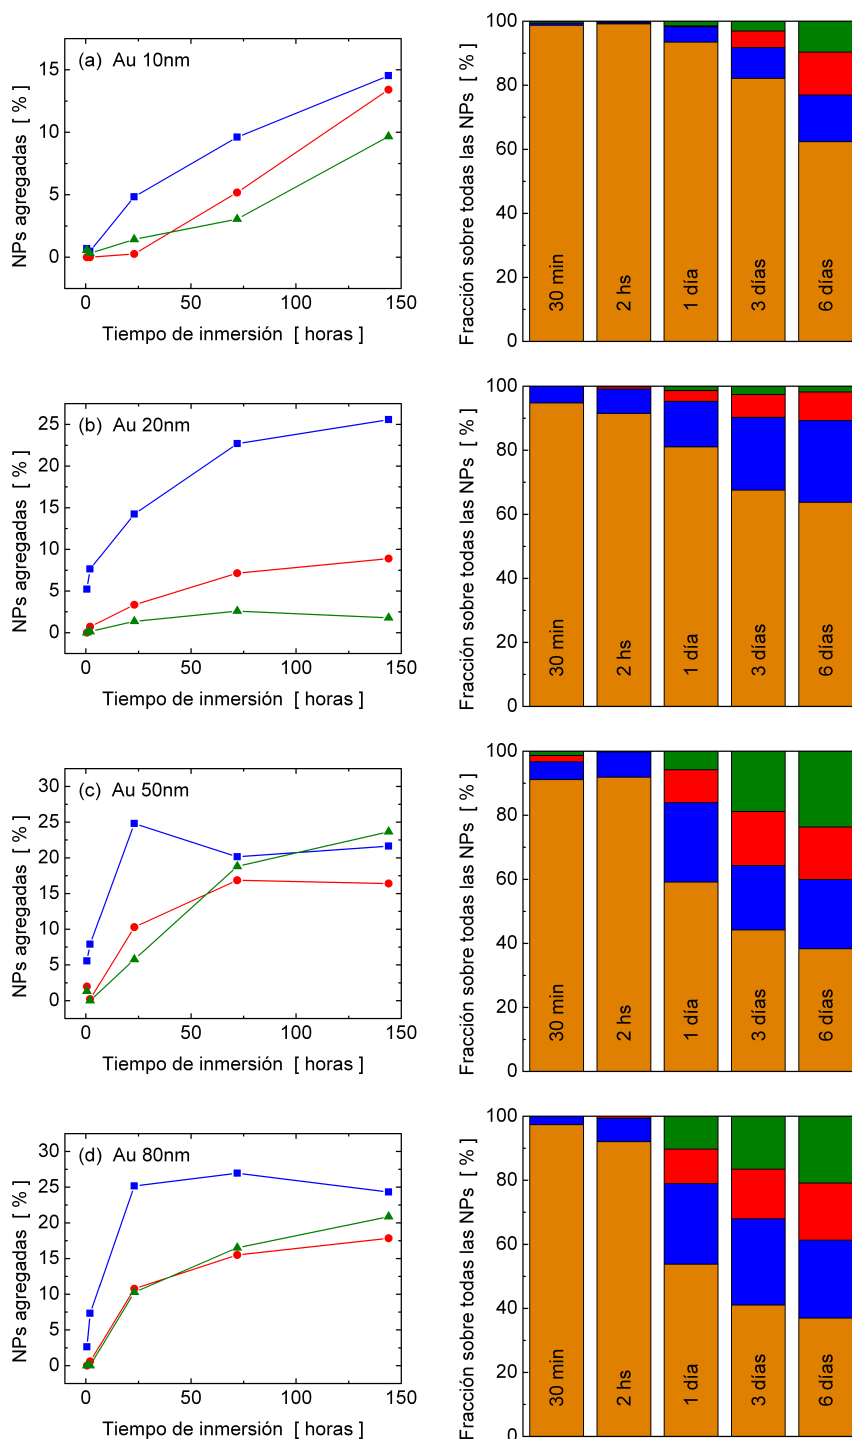 (a) Au 10nm
NPs agregadas [ % ]
15
10
5
0
0
50
100
150
Tiempo de inmersión [ horas ]
Fracción sobre todas las NPs [ % ]
100
80
60
40
20
0
30 min
2 hs
1 día
3 días
6 días
(b) Au 20nm
NPs agregadas [ % ]
25
20
15
10
5
0
0
50
100
150
Tiempo de inmersión [ horas ]
Fracción sobre todas las NPs [ % ]
100
80
60
40
20
0
30 min
2 hs
1 día
3 días
6 días
(c) Au 50nm
NPs agregadas [ % ]
30
25
20
15
10
5
0
0
50
100
150
Tiempo de inmersión [ horas ]
Fracción sobre todas las NPs [ % ]
100
80
60
40
20
0
30 min
2 hs
1 día
3 días
6 días
(d) Au 80nm
NPs agregadas [ % ]
30
25
20
15
10
5
0
0
50
100
150
Tiempo de inmersión [ horas ]
Fracción sobre todas las NPs [ % ]
100
80
60
40
20
0
30 min
2 hs
1 día
3 días
6 días